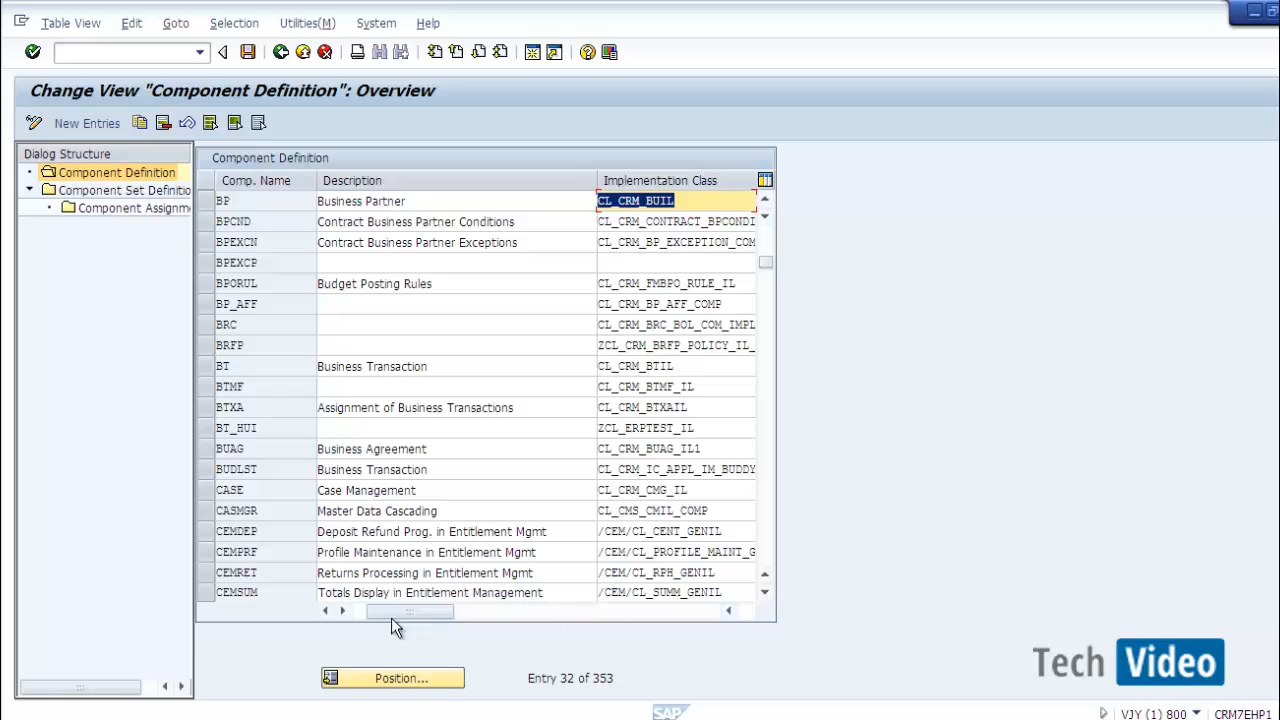 Table View Edit Goto Selection Utilities(M) System Help
Change View "Component Definition": Overview
New Entries
Dialog Structure
Component Definition
Component Set Definitio
Component Assignm
Component Definition
Comp. Name Description Implementation Class
BP Business Partner CL_CRM_BUIL
BPCND Contract Business Partner Conditions CL_CRM_CONTRACT_BPCONDI
BPEXCN Contract Business Partner Exceptions CL_CRM_BP_EXCEPTION_COM
BPEXCP
BPORUL Budget Posting Rules CL_CRM_FMBPO_RULE_IL
BP_AFF CL_CRM_BP_AFF_COMP
BRC CL_CRM_BRC_BOL_COM_IMPL
BRFP ZCL_CRM_BRFP_POLICY_IL_
BT Business Transaction CL_CRM_BTIL
BTMF CL_CRM_BTMF_IL
BTXA Assignment of Business Transactions CL_CRM_BTXAIL
BT_HUI ZCL_ERPTEST_IL
BUAG Business Agreement CL_CRM_BUAG_IL1
BUDLST Business Transaction CL_CRM_IC_APPL_IM_BUDDY
CASE Case Management CL_CRM_CMG_IL
CASMGR Master Data Cascading CL_CMS_CMIL_COMP
CEMDEP Deposit Refund Prog. in Entitlement Mgmt /CEM/CL_CENT_GENIL
CEMPRF Profile Maintenance in Entitlement Mgmt /CEM/CL_PROFILE_MAINT_G
CEMRET Returns Processing in Entitlement Mgmt /CEM/CL_RPH_GENIL
CEMSUM Totals Display in Entitlement Management /CEM/CL_SUMM_GENIL
Position... Entry 32 of 353
Tech Video
SAP VJY (1) 800 CRM7EHP1